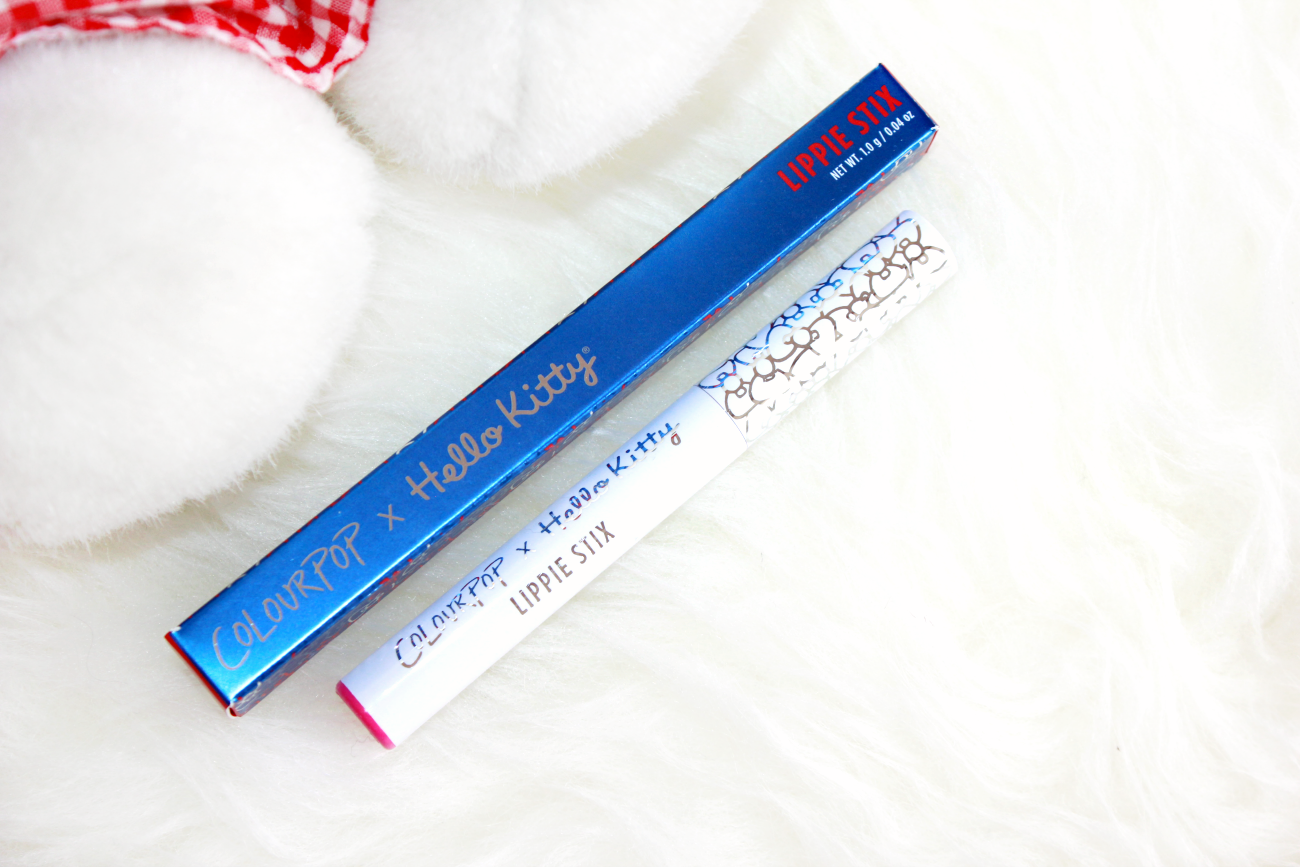 COLOURPOP x Hello Kitty®
LIPPIE STIX
NET WT. 1.0 g / 0.04 oz
COLOURPOP x Hello Kitty
LIPPIE STIX